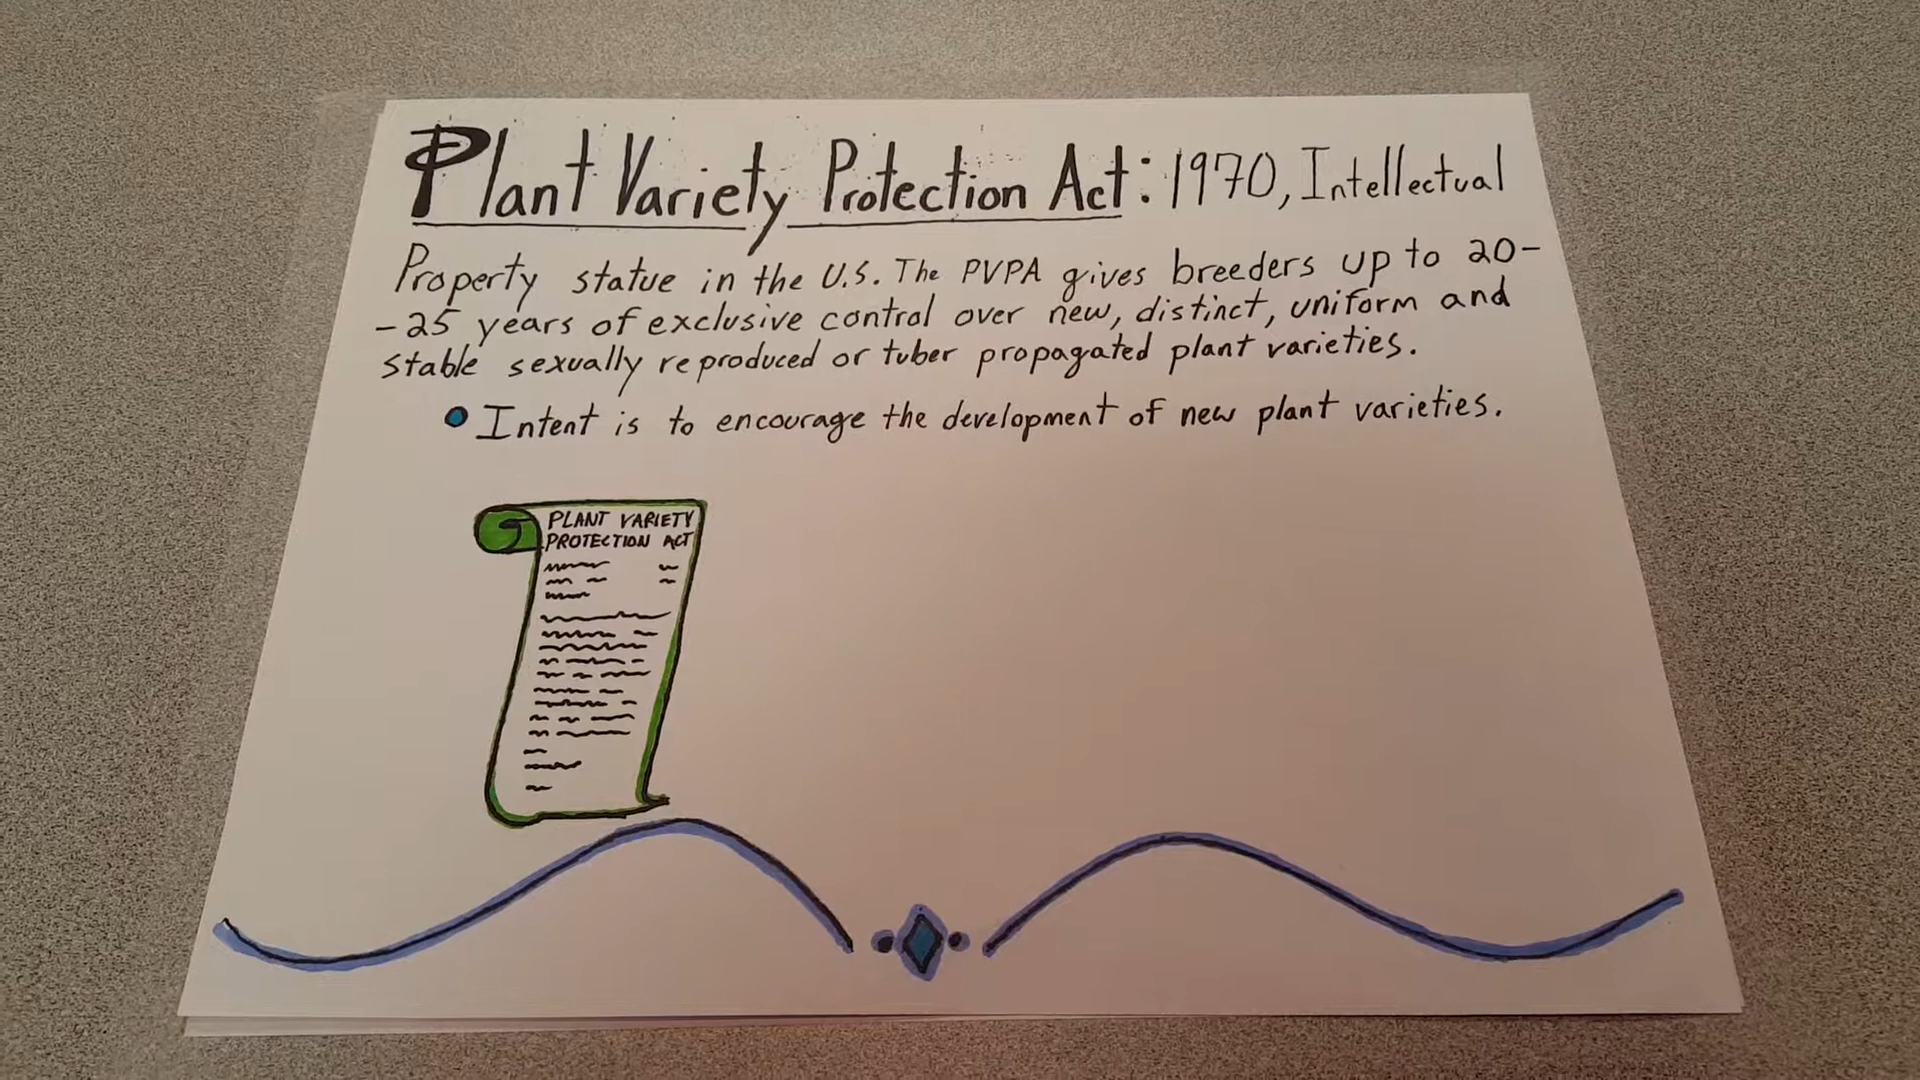 Plant Variety Protection Act: 1970, Intellectual
Property statue in the U.S. The PVPA gives breeders up to 20-
-25 years of exclusive control over new, distinct, uniform and
stable sexually reproduced or tuber propagated plant varieties.
Intent is to encourage the development of new plant varieties.
PLANT VARIETY
PROTECTION ACT